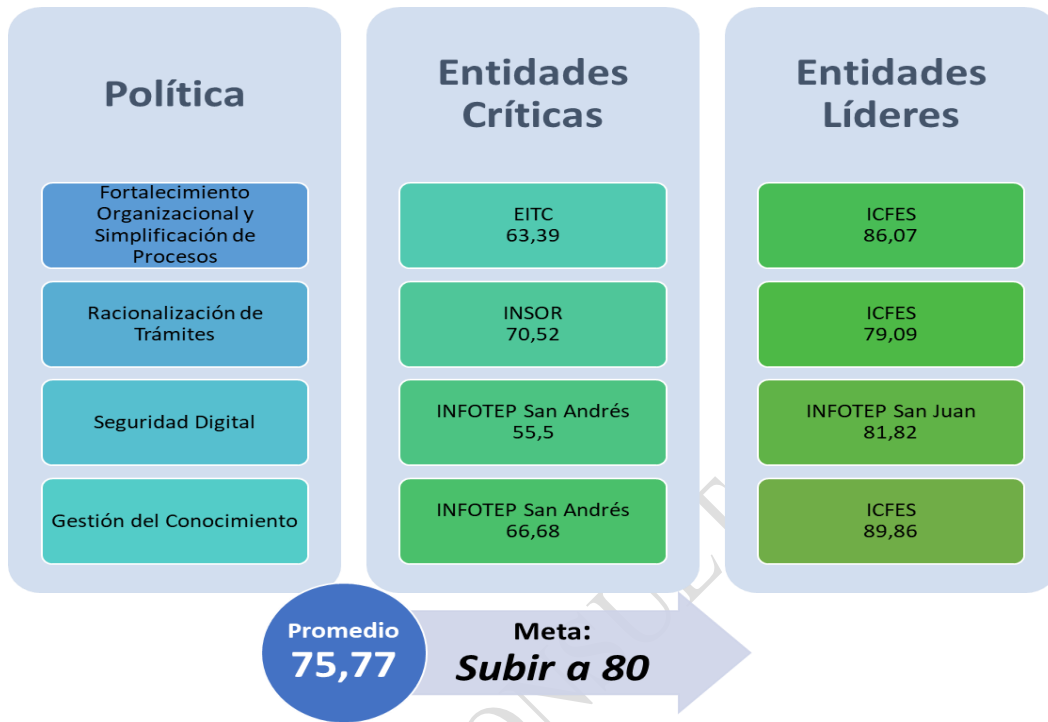 Política
Entidades
Críticas
Entidades
Líderes
Fortalecimiento
Organizacional y
Simplificación de
Procesos
EITC
63,39
ICFES
86,07
Racionalización de
Trámites
INSOR
70,52
ICFES
79,09
Seguridad Digital
INFOTEP San Andrés
55,5
INFOTEP San Juan
81,82
Gestión del Conocimiento
INFOTEP San Andrés
66,68
ICFES
89,86
Promedio
75,77
Meta:
Subir a 80